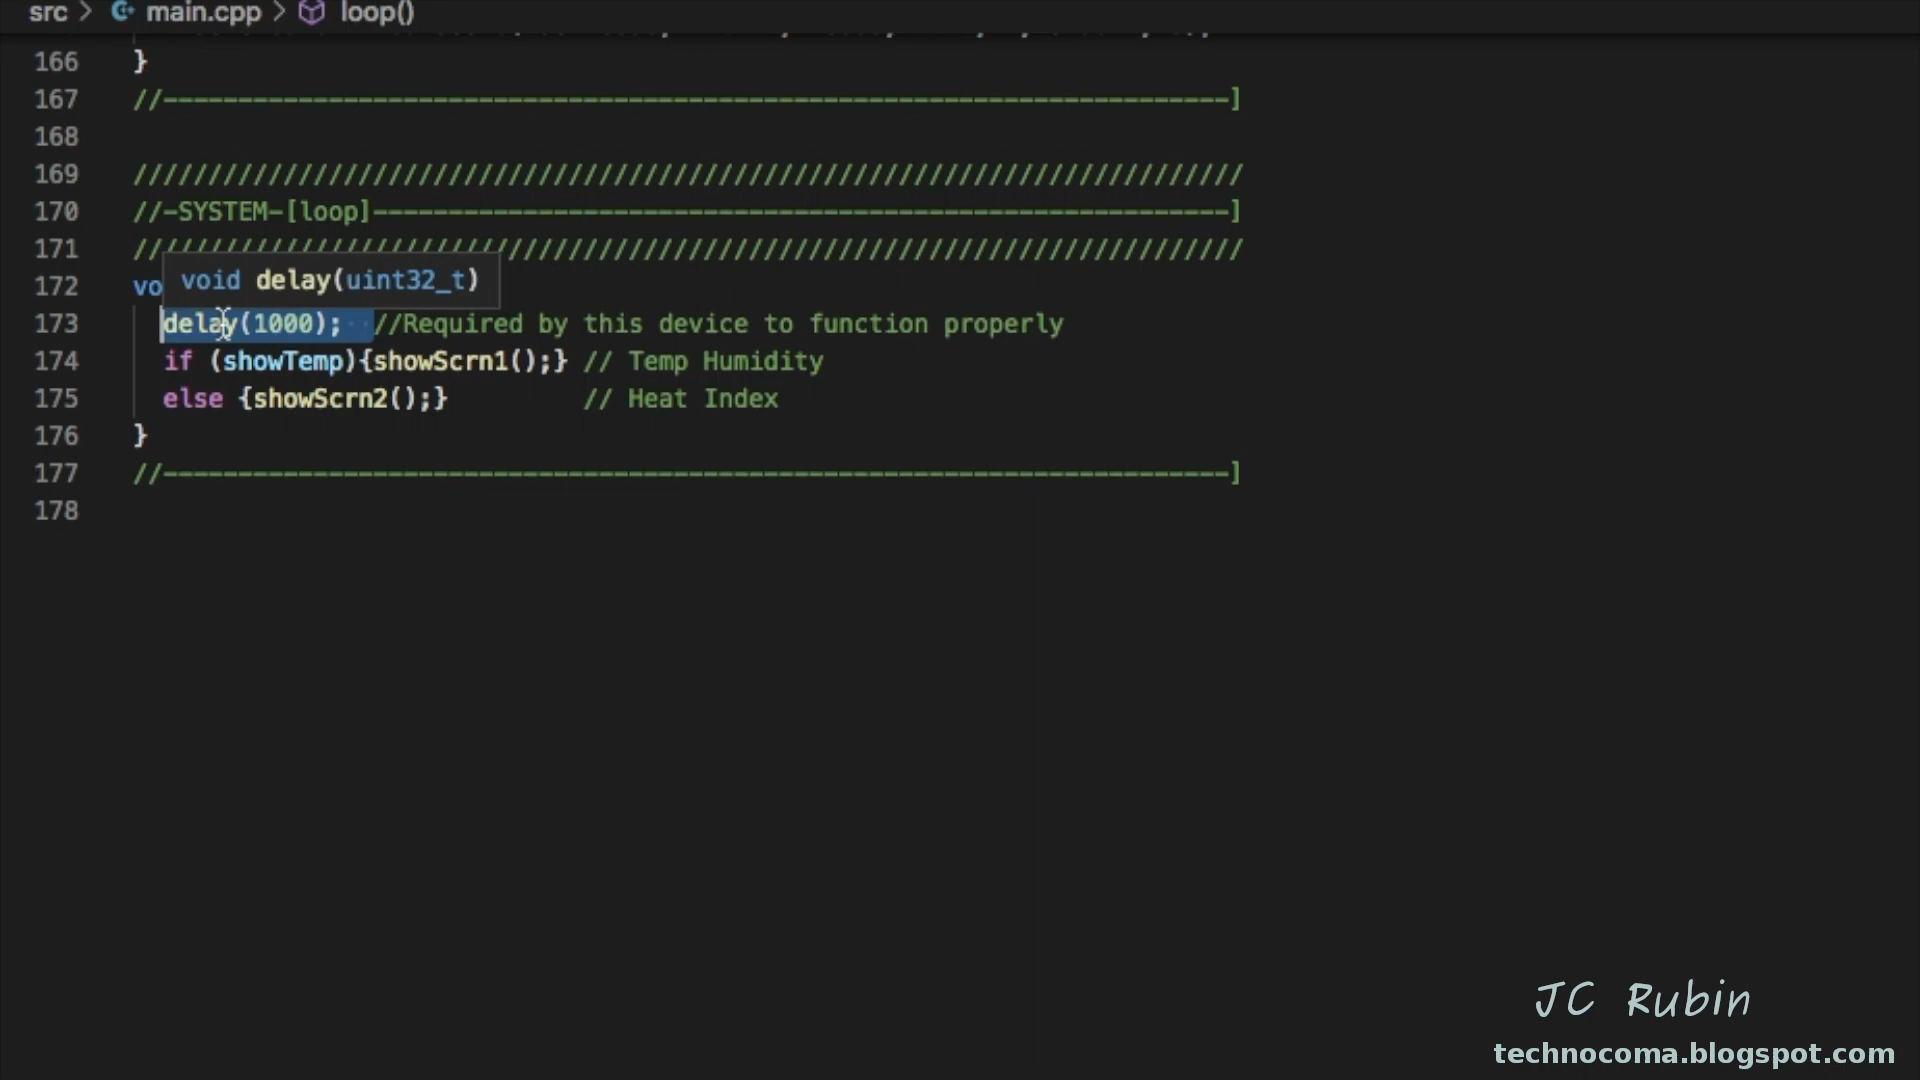 src > main.cpp > loop()
166 }
167 //-----------------------------------------------------------------------]
168
169 //////////////////////////////////////////////////////////////////////////
170 //-SYSTEM-[loop]---------------------------------------------------------]
171 //////////////////////////////////////////////////////////////////////////
void delay(uint32_t)
172 vo
173 delay(1000);  //Required by this device to function properly
174 if (showTemp){showScrn1();} // Temp Humidity
175 else {showScrn2();}         // Heat Index
176 }
177 //-----------------------------------------------------------------------]
178
JC Rubin
technocoma.blogspot.com